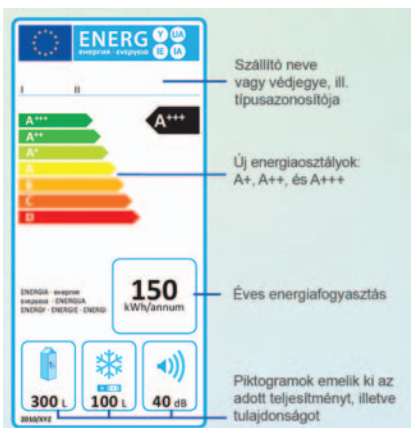 ENERG Y UA
енергия · ενεργεια IE IA
Szállító neve
vagy védjegye, ill.
típusazonosítója
I II
A+++ A+++
A++
A+
A
B
C
D
Új energiaosztályok:
A+, A++, és A+++
ENERGIA · енергия
ενεργεια · ENERGIJA
ENERGY · ENERGIE · ENERGI
150
kWh/annum
Éves energiafogyasztás
300 L 100 L 40 dB
Piktogramok emelik ki az
adott teljesítményt, illetve
tulajdonságot
2010/XYZ